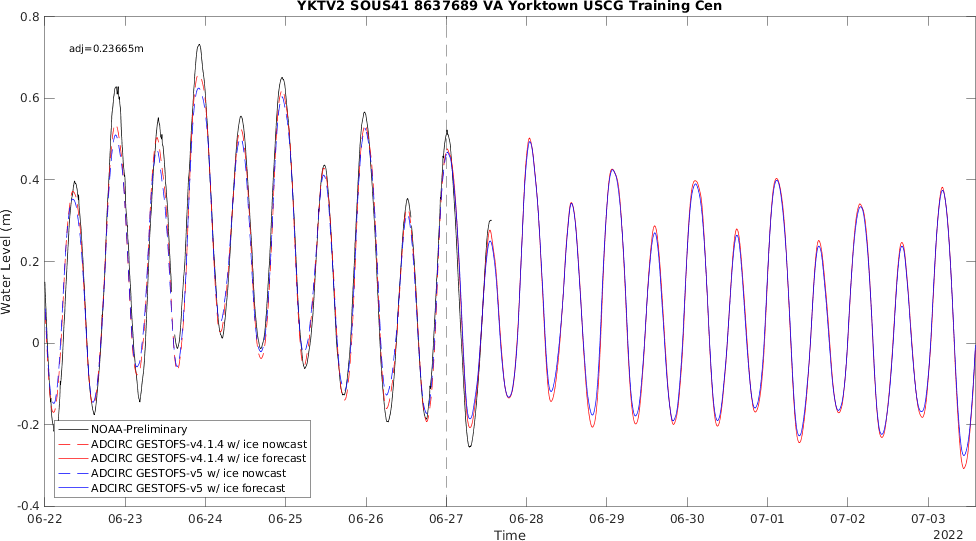 YKTV2 SOUS41 8637689 VA Yorktown USCG Training Cen
adj=0.23665m
Water Level (m)
0.8
0.6
0.4
0.2
0
-0.2
-0.4
NOAA-Preliminary
ADCIRC GESTOFS-v4.1.4 w/ ice nowcast
ADCIRC GESTOFS-v4.1.4 w/ ice forecast
ADCIRC GESTOFS-v5 w/ ice nowcast
ADCIRC GESTOFS-v5 w/ ice forecast
06-22 06-23 06-24 06-25 06-26 06-27 06-28 06-29 06-30 07-01 07-02 07-03
Time
2022